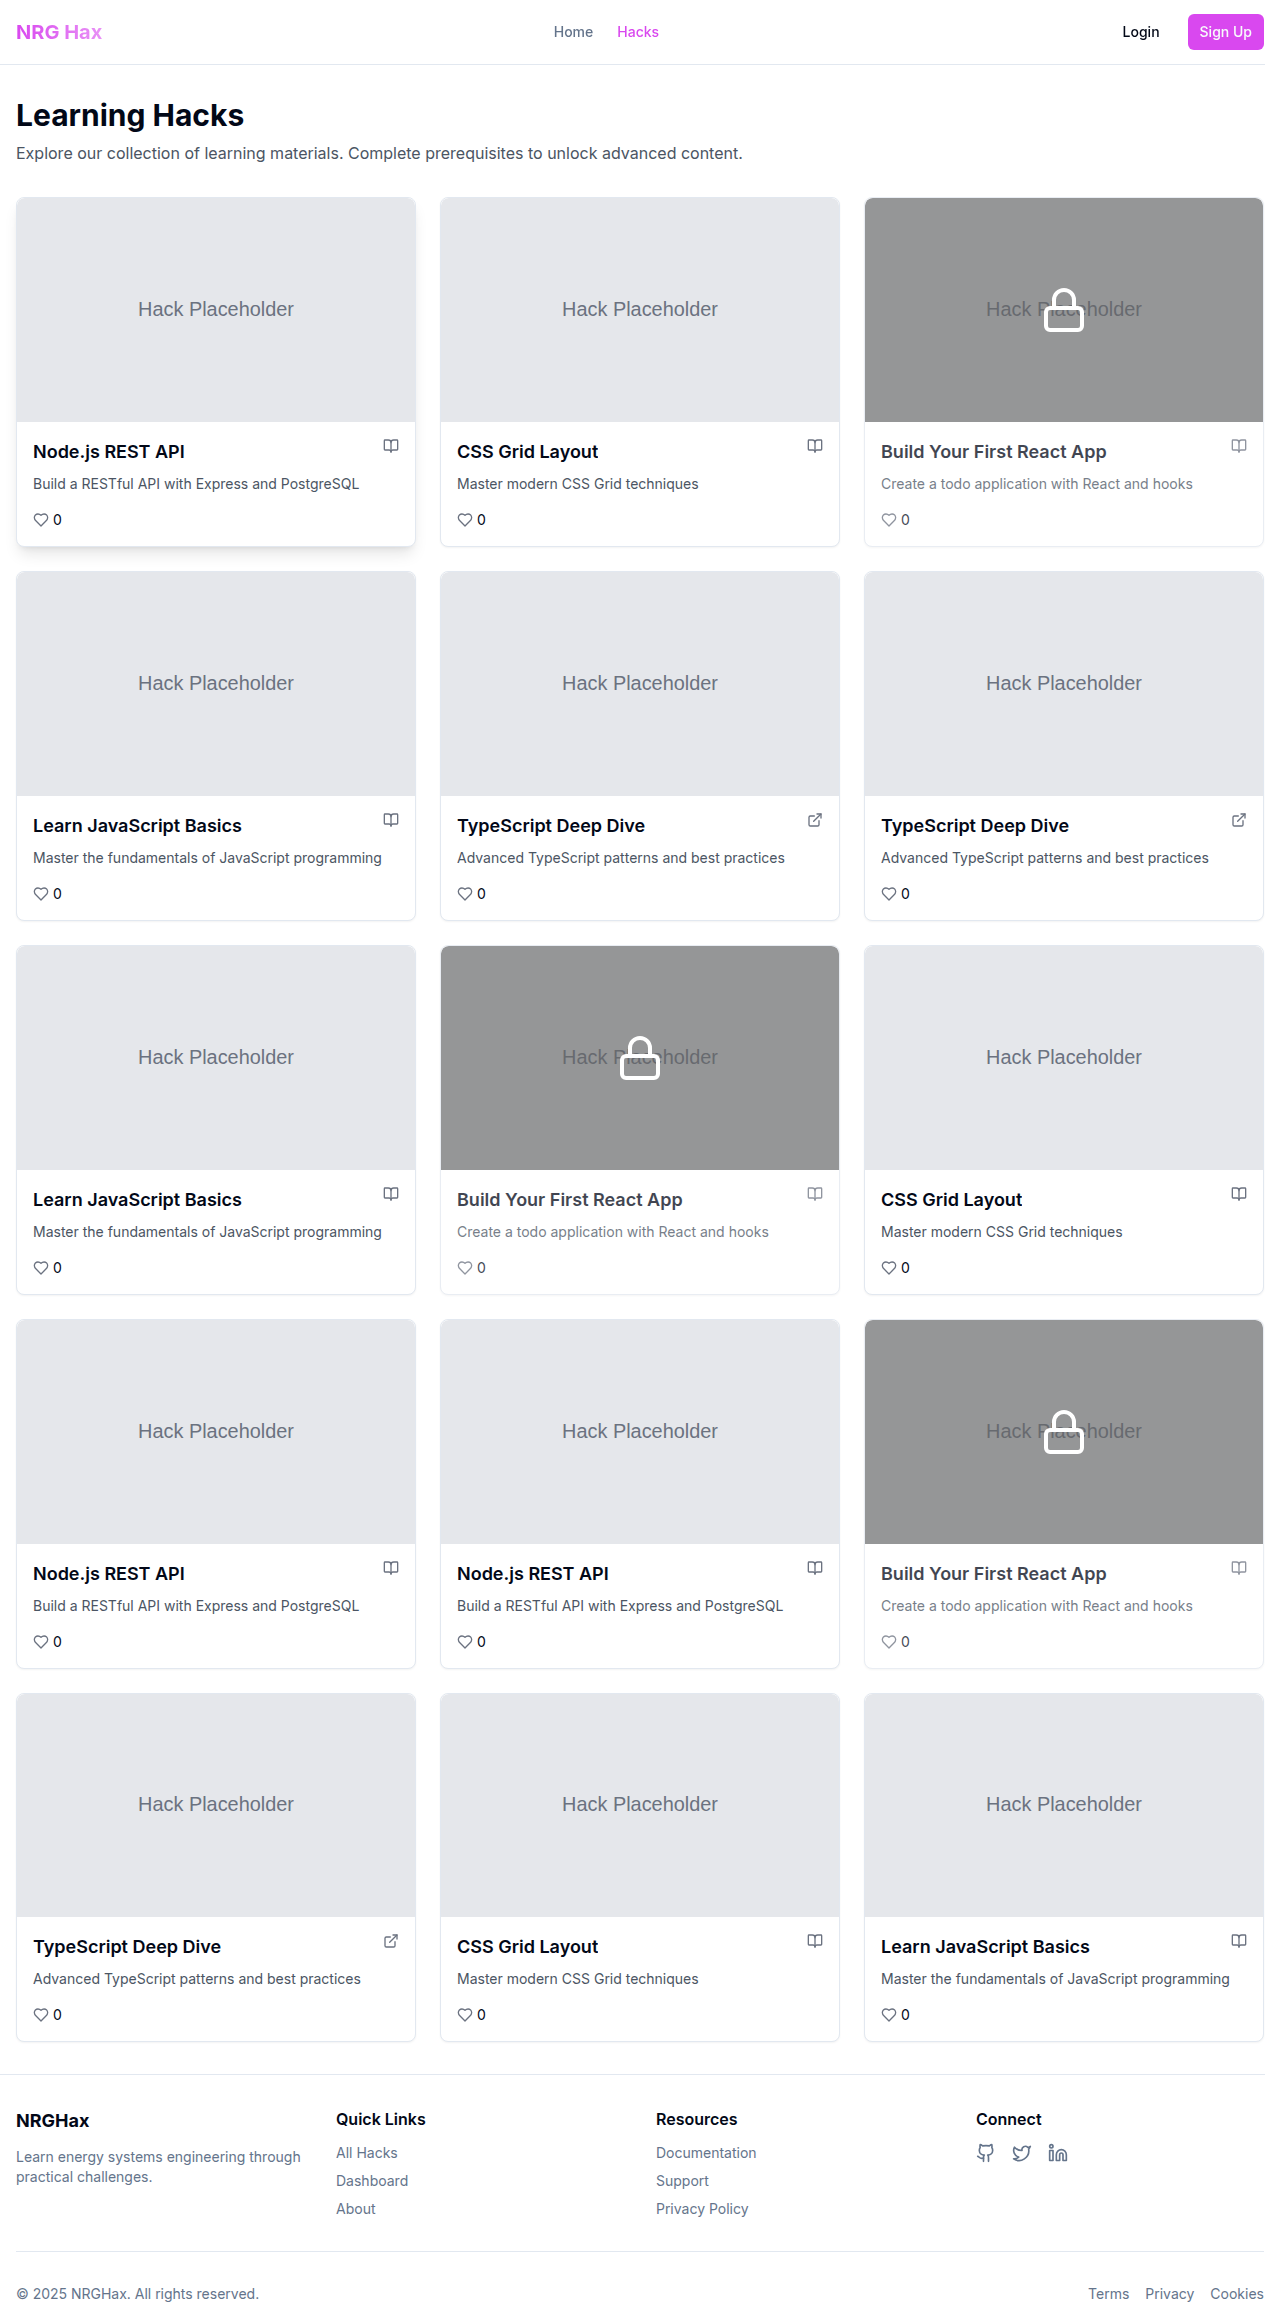 NRG Hax
Home
Hacks
Login
Sign Up
Learning Hacks
Explore our collection of learning materials. Complete prerequisites to unlock advanced content.
Hack Placeholder
Node.js REST API
Build a RESTful API with Express and PostgreSQL
0
Hack Placeholder
CSS Grid Layout
Master modern CSS Grid techniques
0
Hack Placeholder
Build Your First React App
Create a todo application with React and hooks
0
Hack Placeholder
Learn JavaScript Basics
Master the fundamentals of JavaScript programming
0
Hack Placeholder
TypeScript Deep Dive
Advanced TypeScript patterns and best practices
0
Hack Placeholder
TypeScript Deep Dive
Advanced TypeScript patterns and best practices
0
Hack Placeholder
Learn JavaScript Basics
Master the fundamentals of JavaScript programming
0
Hack Placeholder
Build Your First React App
Create a todo application with React and hooks
0
Hack Placeholder
CSS Grid Layout
Master modern CSS Grid techniques
0
Hack Placeholder
Node.js REST API
Build a RESTful API with Express and PostgreSQL
0
Hack Placeholder
Node.js REST API
Build a RESTful API with Express and PostgreSQL
0
Hack Placeholder
Build Your First React App
Create a todo application with React and hooks
0
Hack Placeholder
TypeScript Deep Dive
Advanced TypeScript patterns and best practices
0
Hack Placeholder
CSS Grid Layout
Master modern CSS Grid techniques
0
Hack Placeholder
Learn JavaScript Basics
Master the fundamentals of JavaScript programming
0
NRGHax
Learn energy systems engineering through
practical challenges.
Quick Links
All Hacks
Dashboard
About
Resources
Documentation
Support
Privacy Policy
Connect
© 2025 NRGHax. All rights reserved.
Terms
Privacy
Cookies